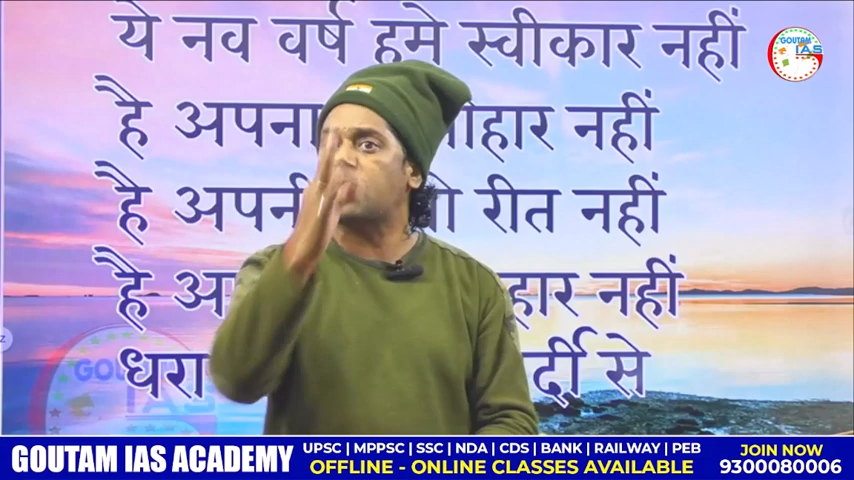 ये नव वर्ष हमे स्वीकार नहीं
GOUTAM
IAS
है अपना हार नहीं
है अपनी रीत नहीं
है हार नहीं
धरा से
GOUTAM IAS ACADEMY
UPSC | MPPSC | SSC | NDA | CDS | BANK | RAILWAY | PEB
OFFLINE - ONLINE CLASSES AVAILABLE
JOIN NOW
9300080006